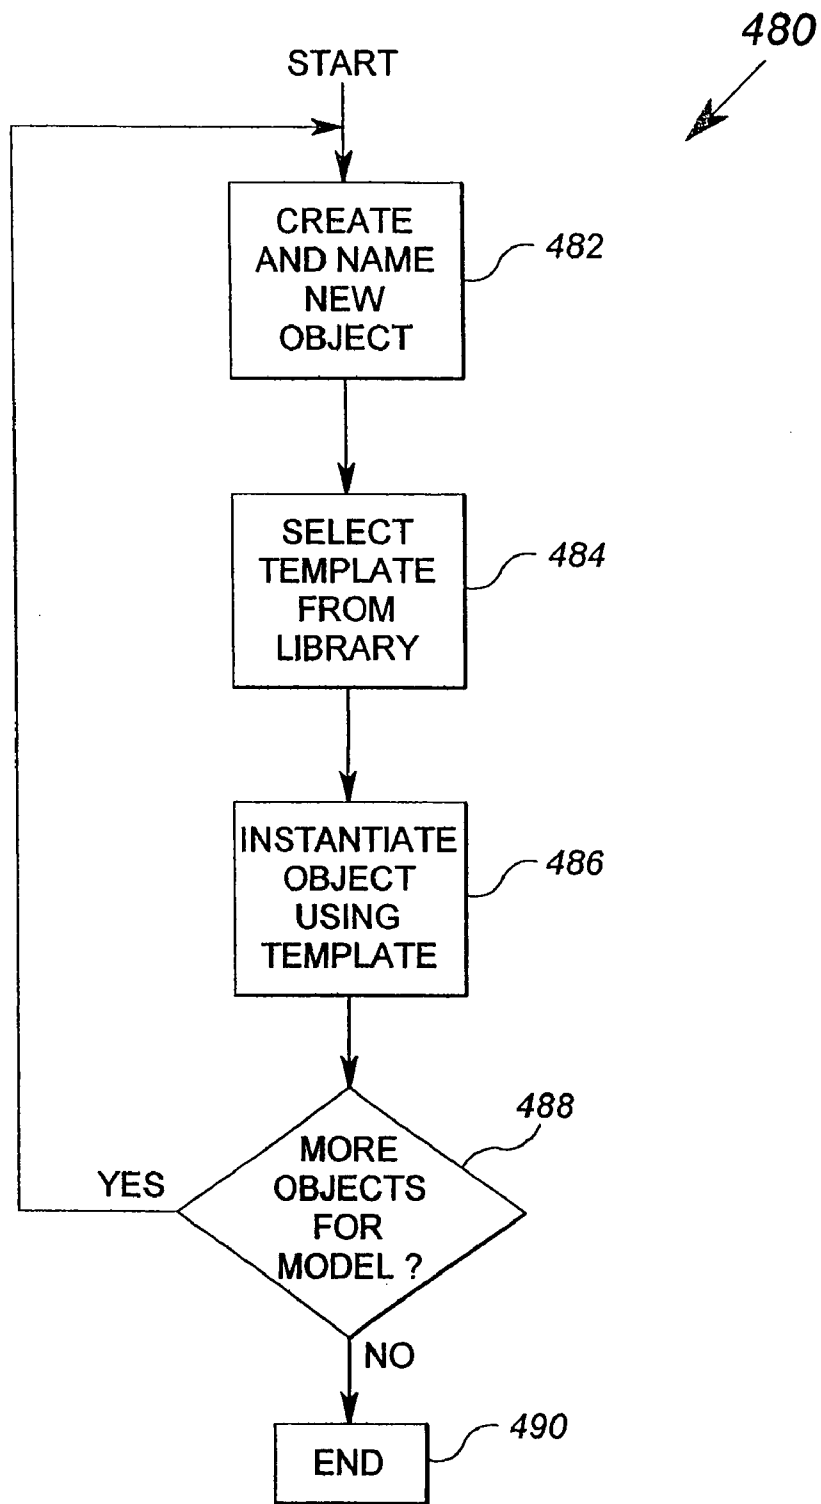 480
START
CREATE
AND NAME
NEW
OBJECT
482
SELECT
TEMPLATE
FROM
LIBRARY
484
INSTANTIATE
OBJECT
USING
TEMPLATE
486
488
MORE
OBJECTS
FOR
MODEL ?
YES
NO
END
490